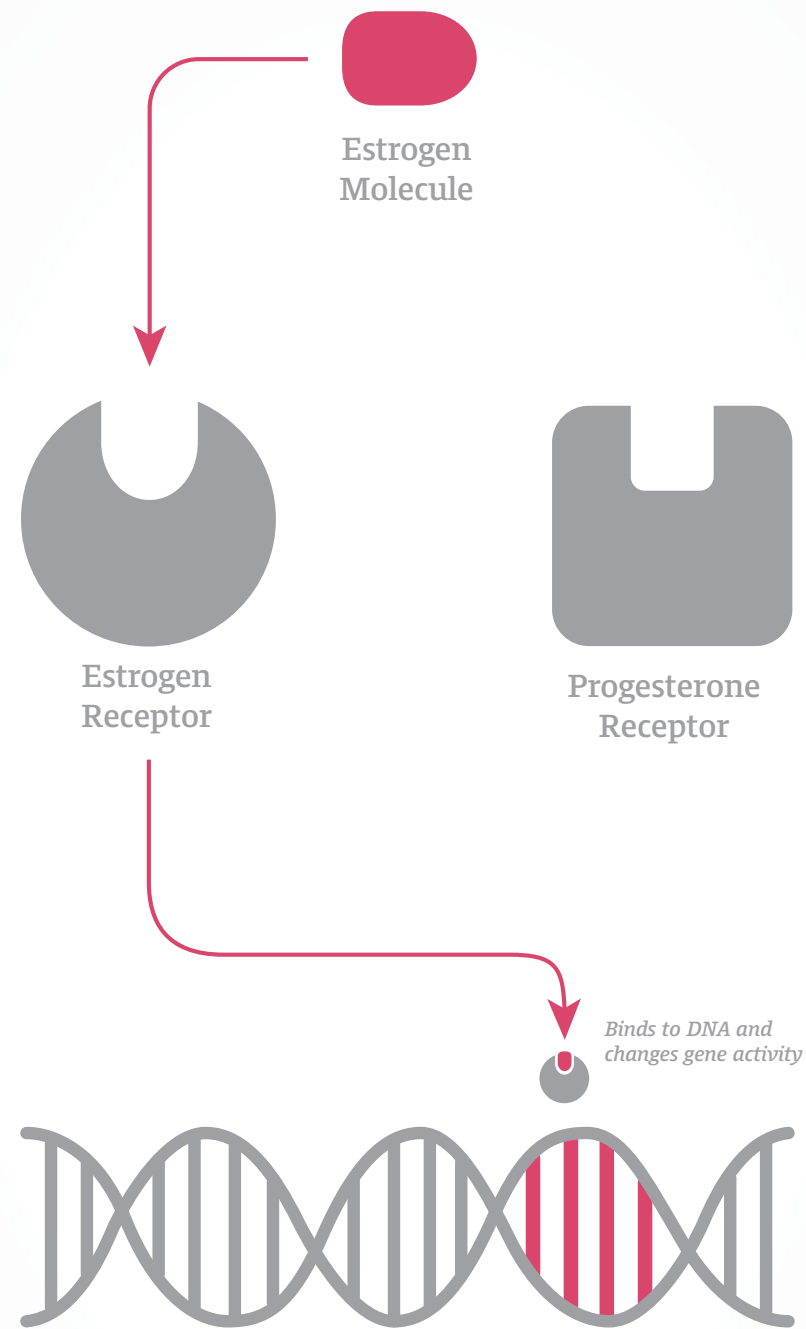 Estrogen
Molecule
Estrogen
Receptor
Progesterone
Receptor
Binds to DNA and
changes gene activity